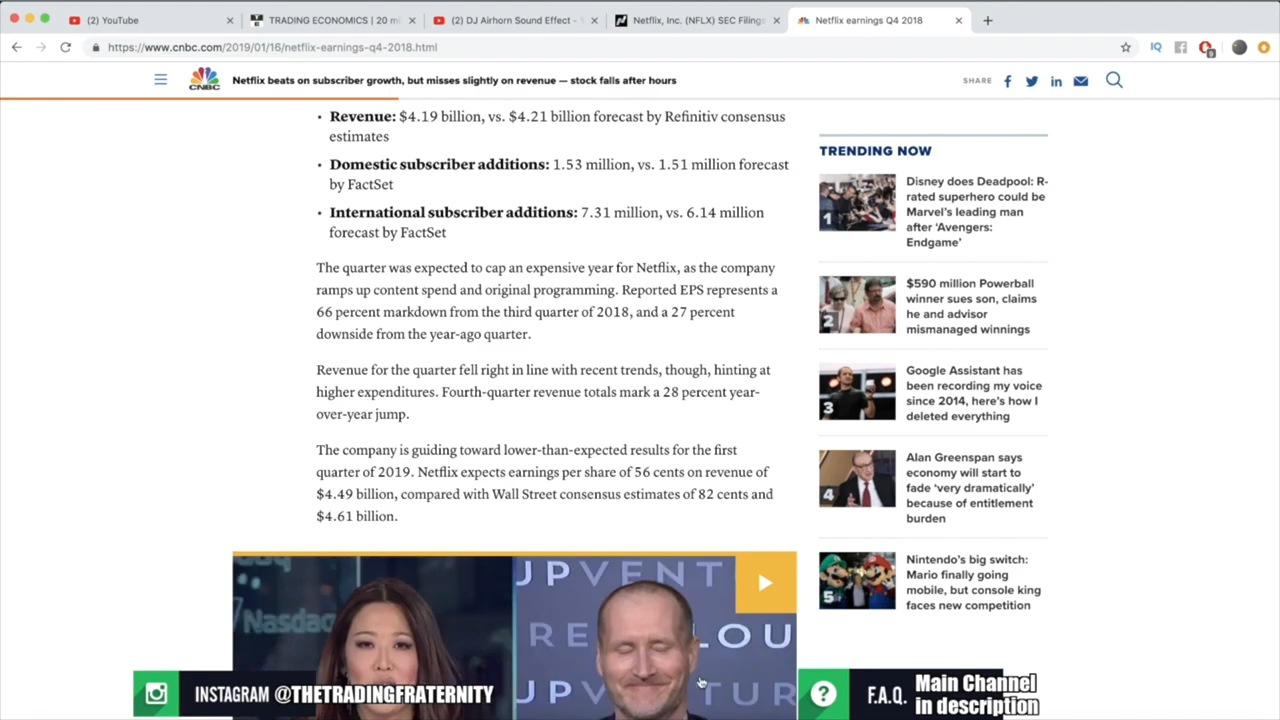 (2) YouTube
TRADING ECONOMICS | 20 mi
(2) DJ Airhorn Sound Effect -
Netflix, Inc. (NFLX) SEC Filings
Netflix earnings Q4 2018
https://www.cnbc.com/2019/01/16/netflix-earnings-q4-2018.html
IQ
9
CNBC
Netflix beats on subscriber growth, but misses slightly on revenue — stock falls after hours
SHARE
• Revenue: $4.19 billion, vs. $4.21 billion forecast by Refinitiv consensus
estimates
• Domestic subscriber additions: 1.53 million, vs. 1.51 million forecast
by FactSet
• International subscriber additions: 7.31 million, vs. 6.14 million
forecast by FactSet
The quarter was expected to cap an expensive year for Netflix, as the company
ramps up content spend and original programming. Reported EPS represents a
66 percent markdown from the third quarter of 2018, and a 27 percent
downside from the year-ago quarter.
Revenue for the quarter fell right in line with recent trends, though, hinting at
higher expenditures. Fourth-quarter revenue totals mark a 28 percent year-
over-year jump.
The company is guiding toward lower-than-expected results for the first
quarter of 2019. Netflix expects earnings per share of 56 cents on revenue of
$4.49 billion, compared with Wall Street consensus estimates of 82 cents and
$4.61 billion.
TRENDING NOW
1
Disney does Deadpool: R-
rated superhero could be
Marvel's leading man
after ‘Avengers:
Endgame’
2
$590 million Powerball
winner sues son, claims
he and advisor
mismanaged winnings
3
Google Assistant has
been recording my voice
since 2014, here's how I
deleted everything
4
Alan Greenspan says
economy will start to
fade ‘very dramatically’
because of entitlement
burden
5
Nintendo's big switch:
Mario finally going
mobile, but console king
faces new competition
Nasdaq
UPVENT
RE
LOU
UPV
TUR
INSTAGRAM @THETRADINGFRATERNITY
?
F.A.Q.
Main Channel
in description